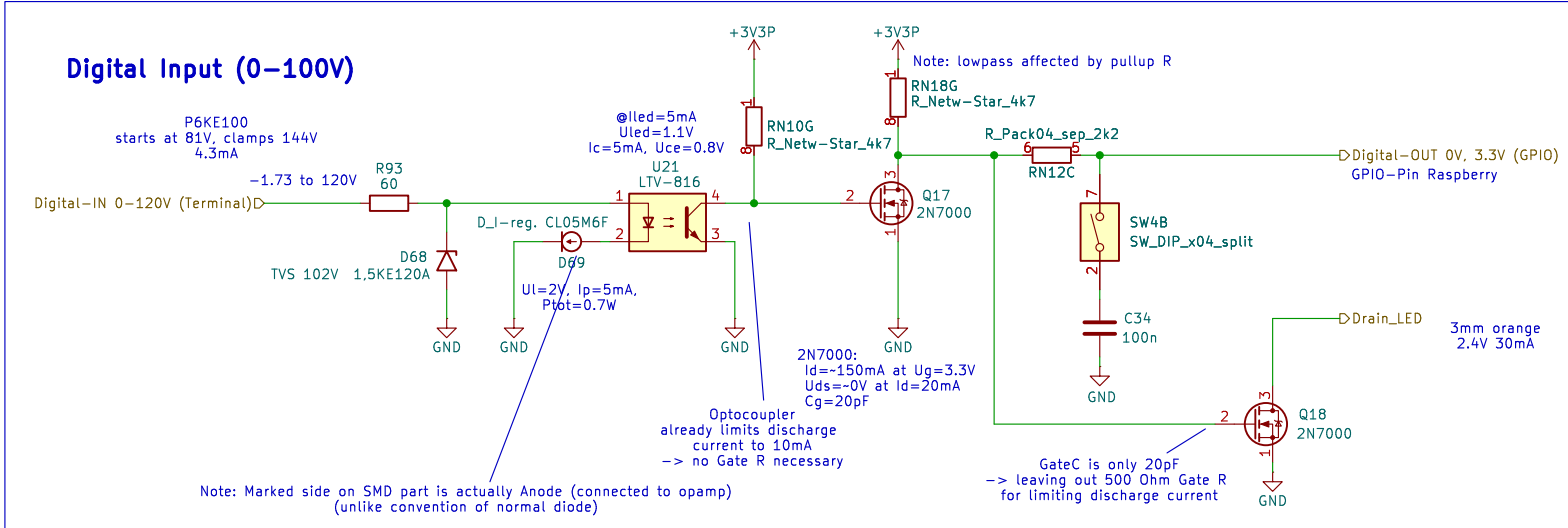 Digital Input (0-100V)
P6KE100
starts at 81V, clamps 144V
4.3mA
-1.73 to 120V
R93
60
Digital-IN 0-120V (Terminal)
D68
TVS 102V 1,5KE120A
GND
D_I-reg. CL05M6F
D69
Ul=2V, Ip=5mA,
Ptot=0.7W
GND
@Iled=5mA
Uled=1.1V
Ic=5mA, Uce=0.8V
U21
LTV-816
1
2
4
3
GND
+3V3P
1
8
RN10G
R_Netw-Star_4k7
+3V3P
Note: lowpass affected by pullup R
1
8
RN18G
R_Netw-Star_4k7
2
3
1
Q17
2N7000
GND
R_Pack04_sep_2k2
6
5
RN12C
Digital-OUT 0V, 3.3V (GPIO)
GPIO-Pin Raspberry
7
2
SW4B
SW_DIP_x04_split
C34
100n
GND
Drain_LED
3mm orange
2.4V 30mA
2N7000:
Id=~150mA at Ug=3.3V
Uds=~0V at Id=20mA
Cg=20pF
2
3
1
Q18
2N7000
GND
Optocoupler
already limits discharge
current to 10mA
-> no Gate R necessary
GateC is only 20pF
-> leaving out 500 Ohm Gate R
for limiting discharge current
Note: Marked side on SMD part is actually Anode (connected to opamp)
(unlike convention of normal diode)